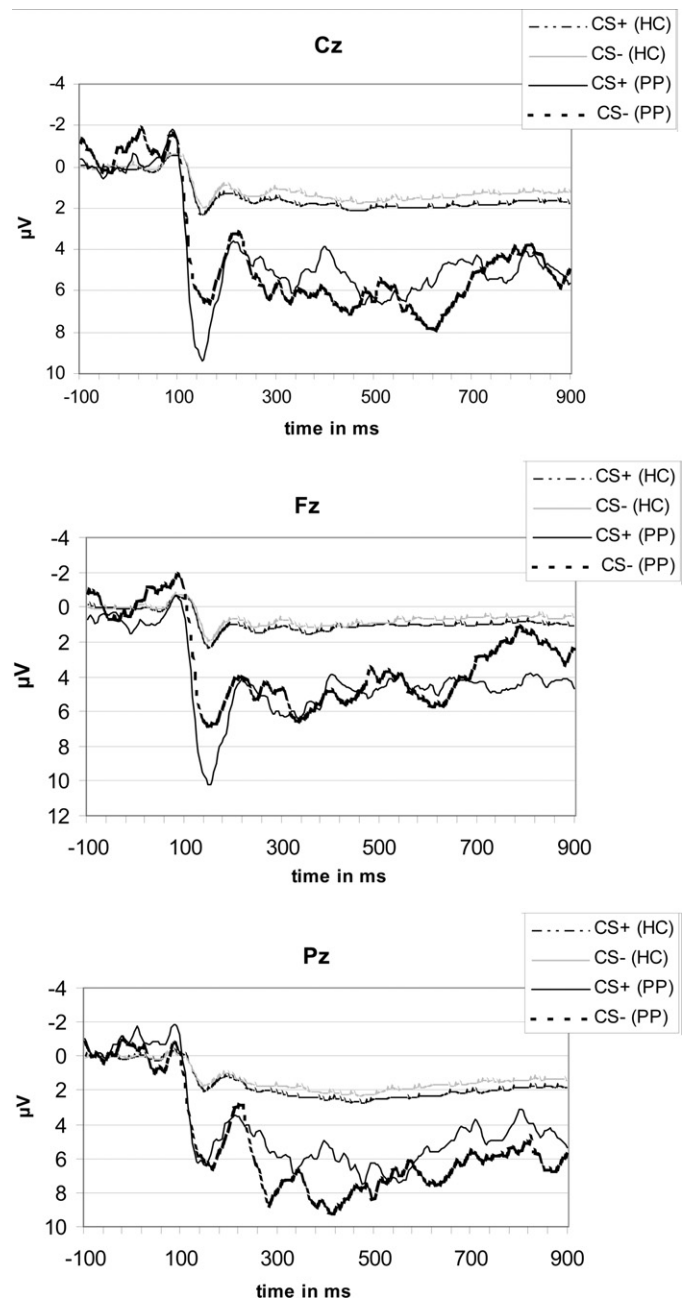 Cz
CS+ (HC)
CS- (HC)
CS+ (PP)
CS- (PP)
-4
-2
0
2
4
6
8
10
µV
-100 100 300 500 700 900
time in ms
Fz
CS+ (HC)
CS- (HC)
CS+ (PP)
CS- (PP)
-4
-2
0
2
4
6
8
10
12
µV
-100 100 300 500 700 900
time in ms
Pz
CS+ (HC)
CS- (HC)
CS+ (PP)
CS- (PP)
-4
-2
0
2
4
6
8
10
µV
-100 100 300 500 700 900
time in ms